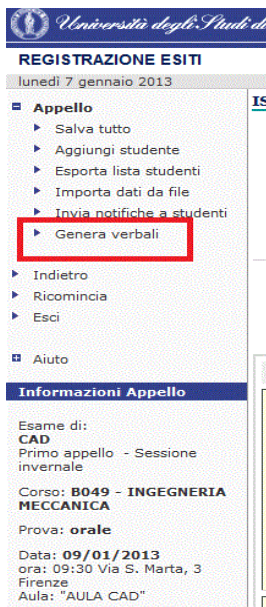 Università degli Studi d
REGISTRAZIONE ESITI
lunedì 7 gennaio 2013
Appello
Salva tutto
Aggiungi studente
Esporta lista studenti
Importa dati da file
Invia notifiche a studenti
Genera verbali
Indietro
Ricomincia
Esci
Aiuto
Informazioni Appello
Esame di:
CAD
Primo appello - Sessione
invernale
Corso: B049 - INGEGNERIA
MECCANICA
Prova: orale
Data: 09/01/2013
ora: 09:30 Via S. Marta, 3
Firenze
Aula: "AULA CAD"